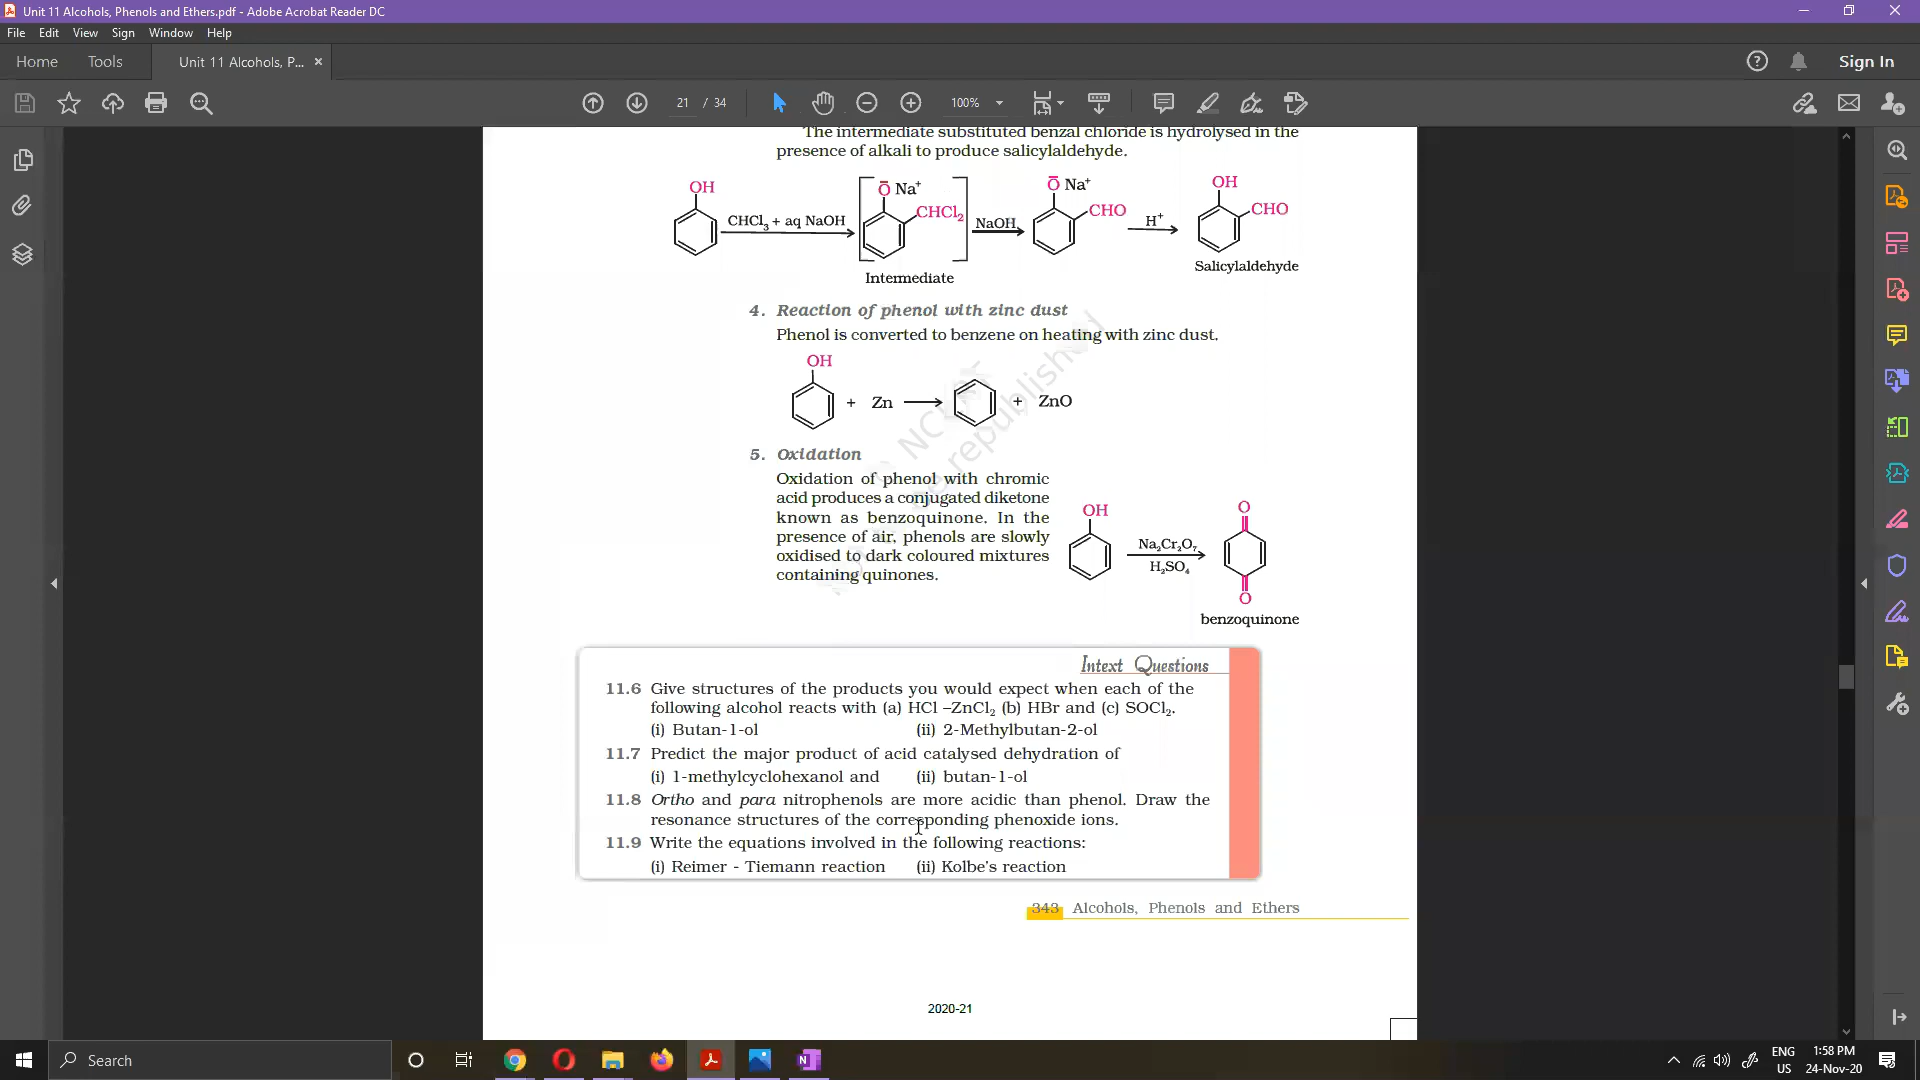 Unit 11 Alcohols, Phenols and Ethers.pdf - Adobe Acrobat Reader DC
File Edit View Sign Window Help
Home Tools Unit 11 Alcohols, P... × Sign In
21 / 34 100%
The intermediate substituted benzal chloride is hydrolysed in the
presence of alkali to produce salicylaldehyde.
OH
CHCl₃ + aq NaOH
Ō Na⁺
CHCl₂
NaOH
Ō Na⁺
CHO
H⁺
OH
CHO
Intermediate
Salicylaldehyde
4. Reaction of phenol with zinc dust
Phenol is converted to benzene on heating with zinc dust.
OH
+ Zn + ZnO
5. Oxidation
Oxidation of phenol with chromic
acid produces a conjugated diketone
known as benzoquinone. In the
presence of air, phenols are slowly
oxidised to dark coloured mixtures
containing quinones.
OH
Na₂Cr₂O₇
H₂SO₄
O
O
benzoquinone
republished
Intext Questions
11.6 Give structures of the products you would expect when each of the
following alcohol reacts with (a) HCl –ZnCl₂ (b) HBr and (c) SOCl₂.
(i) Butan-1-ol (ii) 2-Methylbutan-2-ol
11.7 Predict the major product of acid catalysed dehydration of
(i) 1-methylcyclohexanol and (ii) butan-1-ol
11.8 Ortho and para nitrophenols are more acidic than phenol. Draw the
resonance structures of the corresponding phenoxide ions.
11.9 Write the equations involved in the following reactions:
(i) Reimer - Tiemann reaction (ii) Kolbe's reaction
343 Alcohols, Phenols and Ethers
2020-21
Search
ENG
US
1:58 PM
24-Nov-20